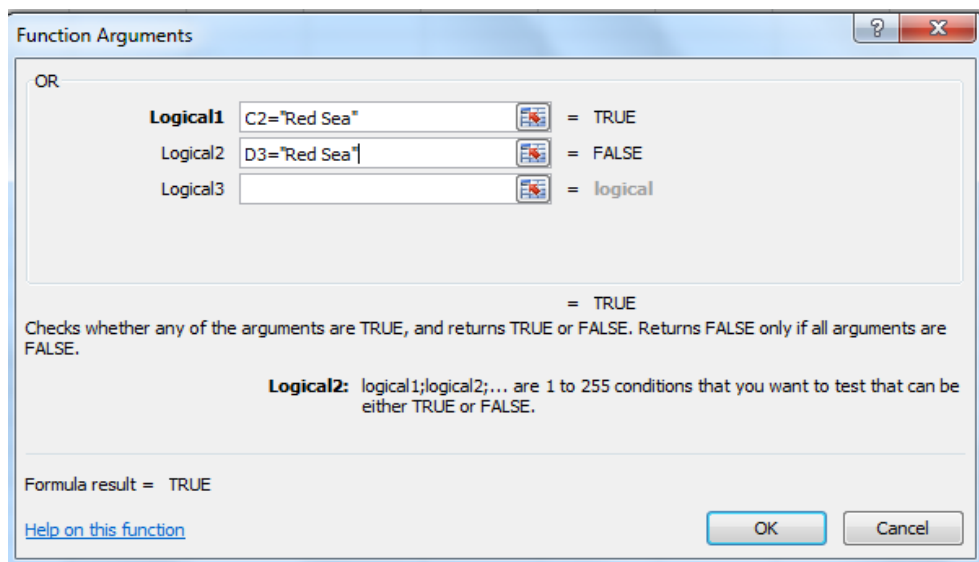 Function Arguments
?
X
OR
Logical1 C2="Red Sea" = TRUE
Logical2 D3="Red Sea" = FALSE
Logical3 = logical
= TRUE
Checks whether any of the arguments are TRUE, and returns TRUE or FALSE. Returns FALSE only if all arguments are
FALSE.
Logical2: logical1;logical2;... are 1 to 255 conditions that you want to test that can be
either TRUE or FALSE.
Formula result = TRUE
Help on this function
OK
Cancel